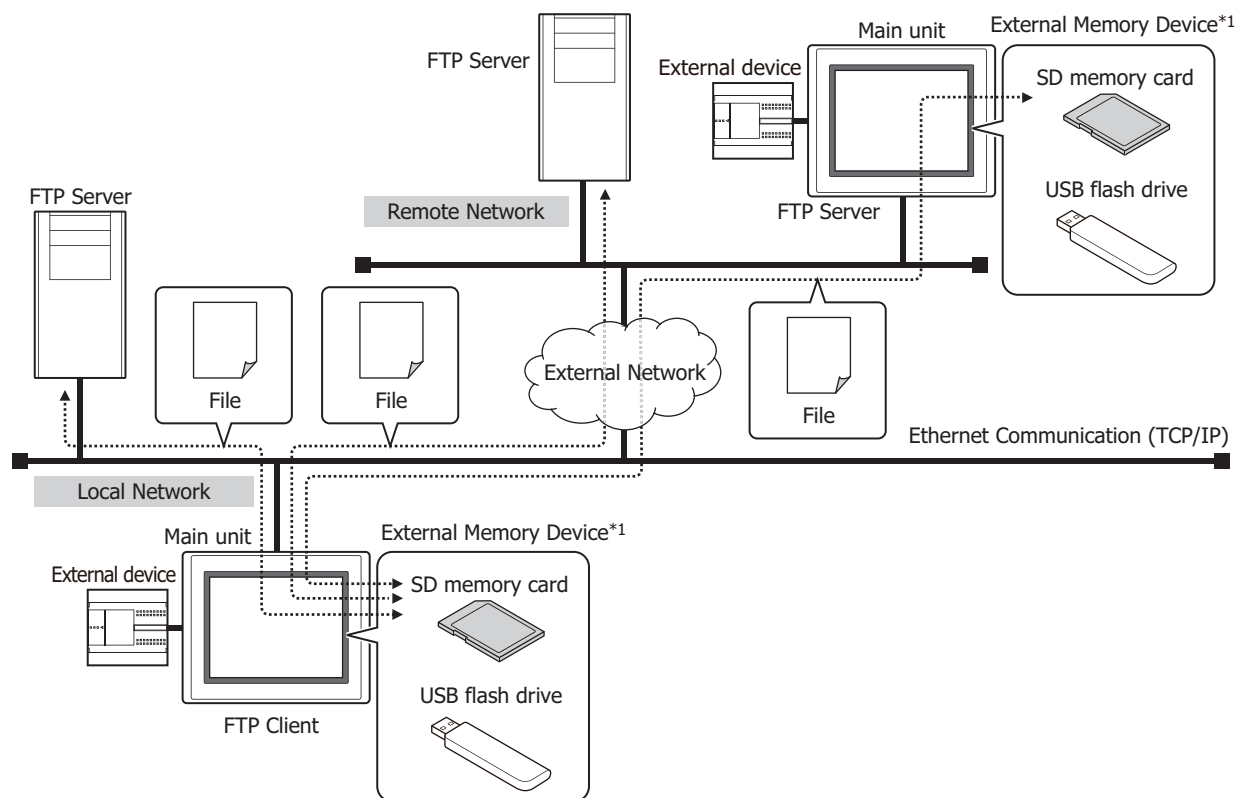 External Memory Device*1
Main unit
FTP Server
External device
SD memory card
USB flash drive
FTP Server
Remote Network
FTP Server
File
File
External Network
File
Ethernet Communication (TCP/IP)
Local Network
Main unit
External Memory Device*1
External device
SD memory card
USB flash drive
FTP Client